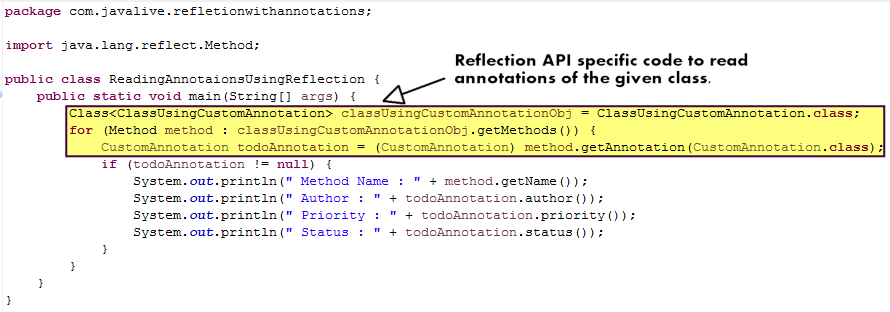 package com.javalive.refletionwithannotations;
import java.lang.reflect.Method;
Reflection API specific code to read
annotations of the given class.
public class ReadingAnnotaionsUsingReflection {
public static void main(String[] args) {
Class<ClassUsingCustomAnnotation> classUsingCustomAnnotationObj = ClassUsingCustomAnnotation.class;
for (Method method : classUsingCustomAnnotationObj.getMethods()) {
CustomAnnotation todoAnnotation = (CustomAnnotation) method.getAnnotation(CustomAnnotation.class);
if (todoAnnotation != null) {
System.out.println(" Method Name : " + method.getName());
System.out.println(" Author : " + todoAnnotation.author());
System.out.println(" Priority : " + todoAnnotation.priority());
System.out.println(" Status : " + todoAnnotation.status());
}
}
}
}